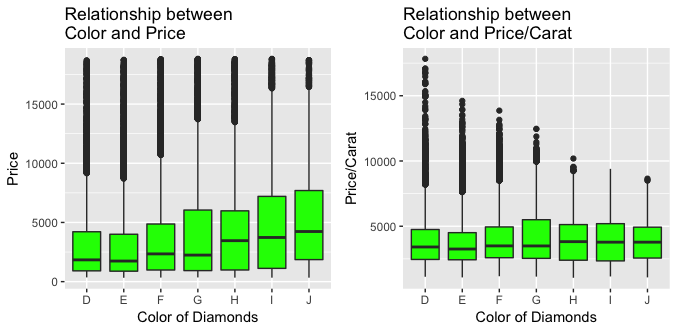 Relationship between
Color and Price
Price
15000
10000
5000
0
D E F G H I J
Color of Diamonds
Relationship between
Color and Price/Carat
Price/Carat
15000
10000
5000
D E F G H I J
Color of Diamonds